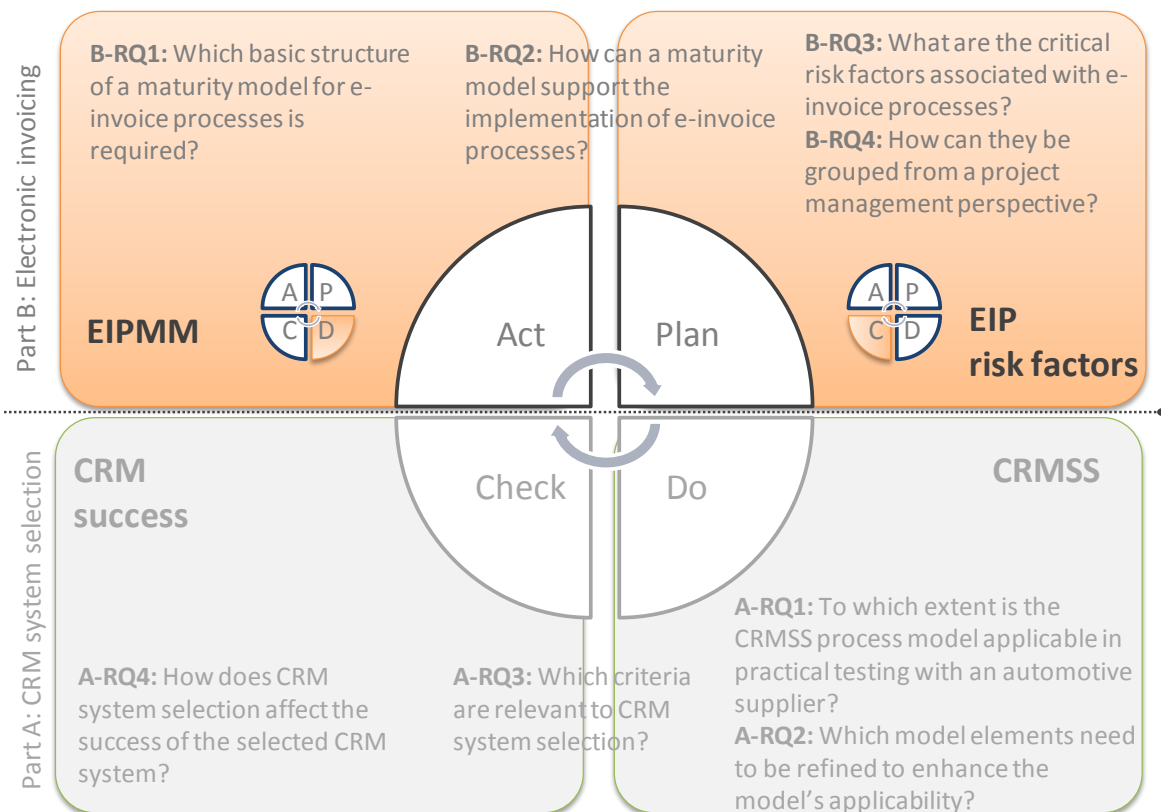 Part B: Electronic invoicing
B-RQ1: Which basic structure
of a maturity model for e-
invoice processes is
required?
B-RQ2: How can a maturity
model support the
implementation of e-invoice
processes?
B-RQ3: What are the critical
risk factors associated with e-
invoice processes?
B-RQ4: How can they be
grouped from a project
management perspective?
EIPMM
A P
C D
Act
Plan
A P
C D
EIP
risk factors
Part A: CRM system selection
CRM
success
Check
Do
CRMSS
A-RQ4: How does CRM
system selection affect the
success of the selected CRM
system?
A-RQ3: Which criteria
are relevant to CRM
system selection?
A-RQ1: To which extent is the
CRMSS process model applicable in
practical testing with an automotive
supplier?
A-RQ2: Which model elements need
to be refined to enhance the
model's applicability?